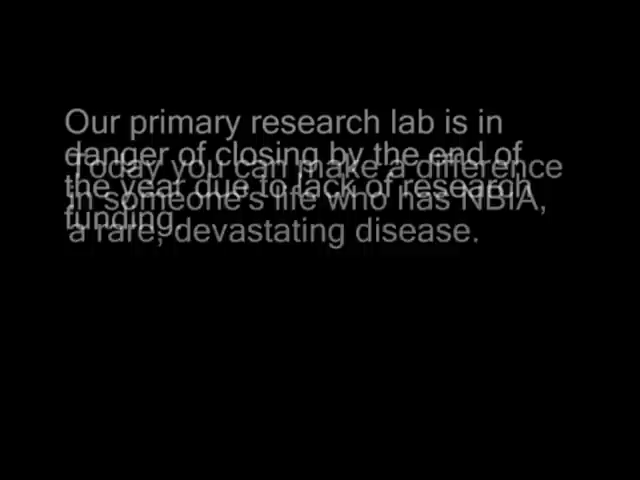 Our primary research lab is in
danger of closing by the end of
the year due to lack of research
funding.
Today you can make a difference
in someone's life who has NBIA,
a rare, devastating disease.